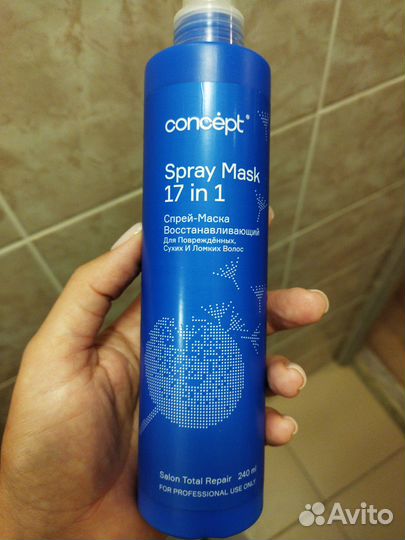 concépt®
Spray Mask
17 in 1
Спрей-Маска
Восстанавливающий
Для Повреждённых,
Сухих И Ломких Волос
Salon Total Repair 240 ml
FOR PROFESSIONAL USE ONLY
Avito